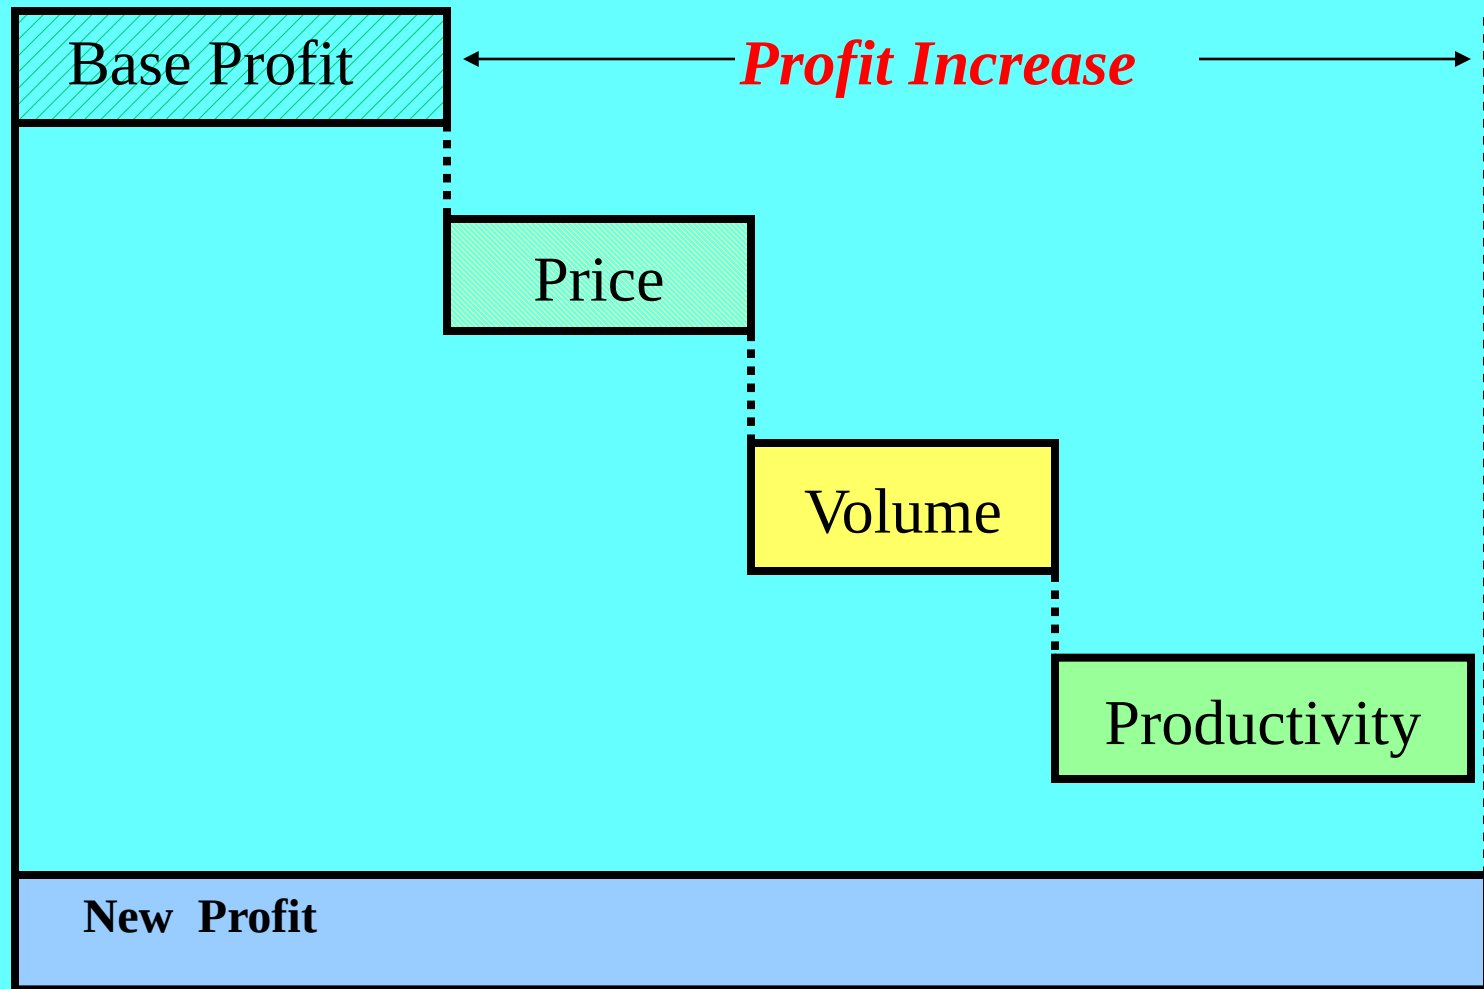 Base Profit
Profit Increase
Price
Volume
Productivity
New  Profit